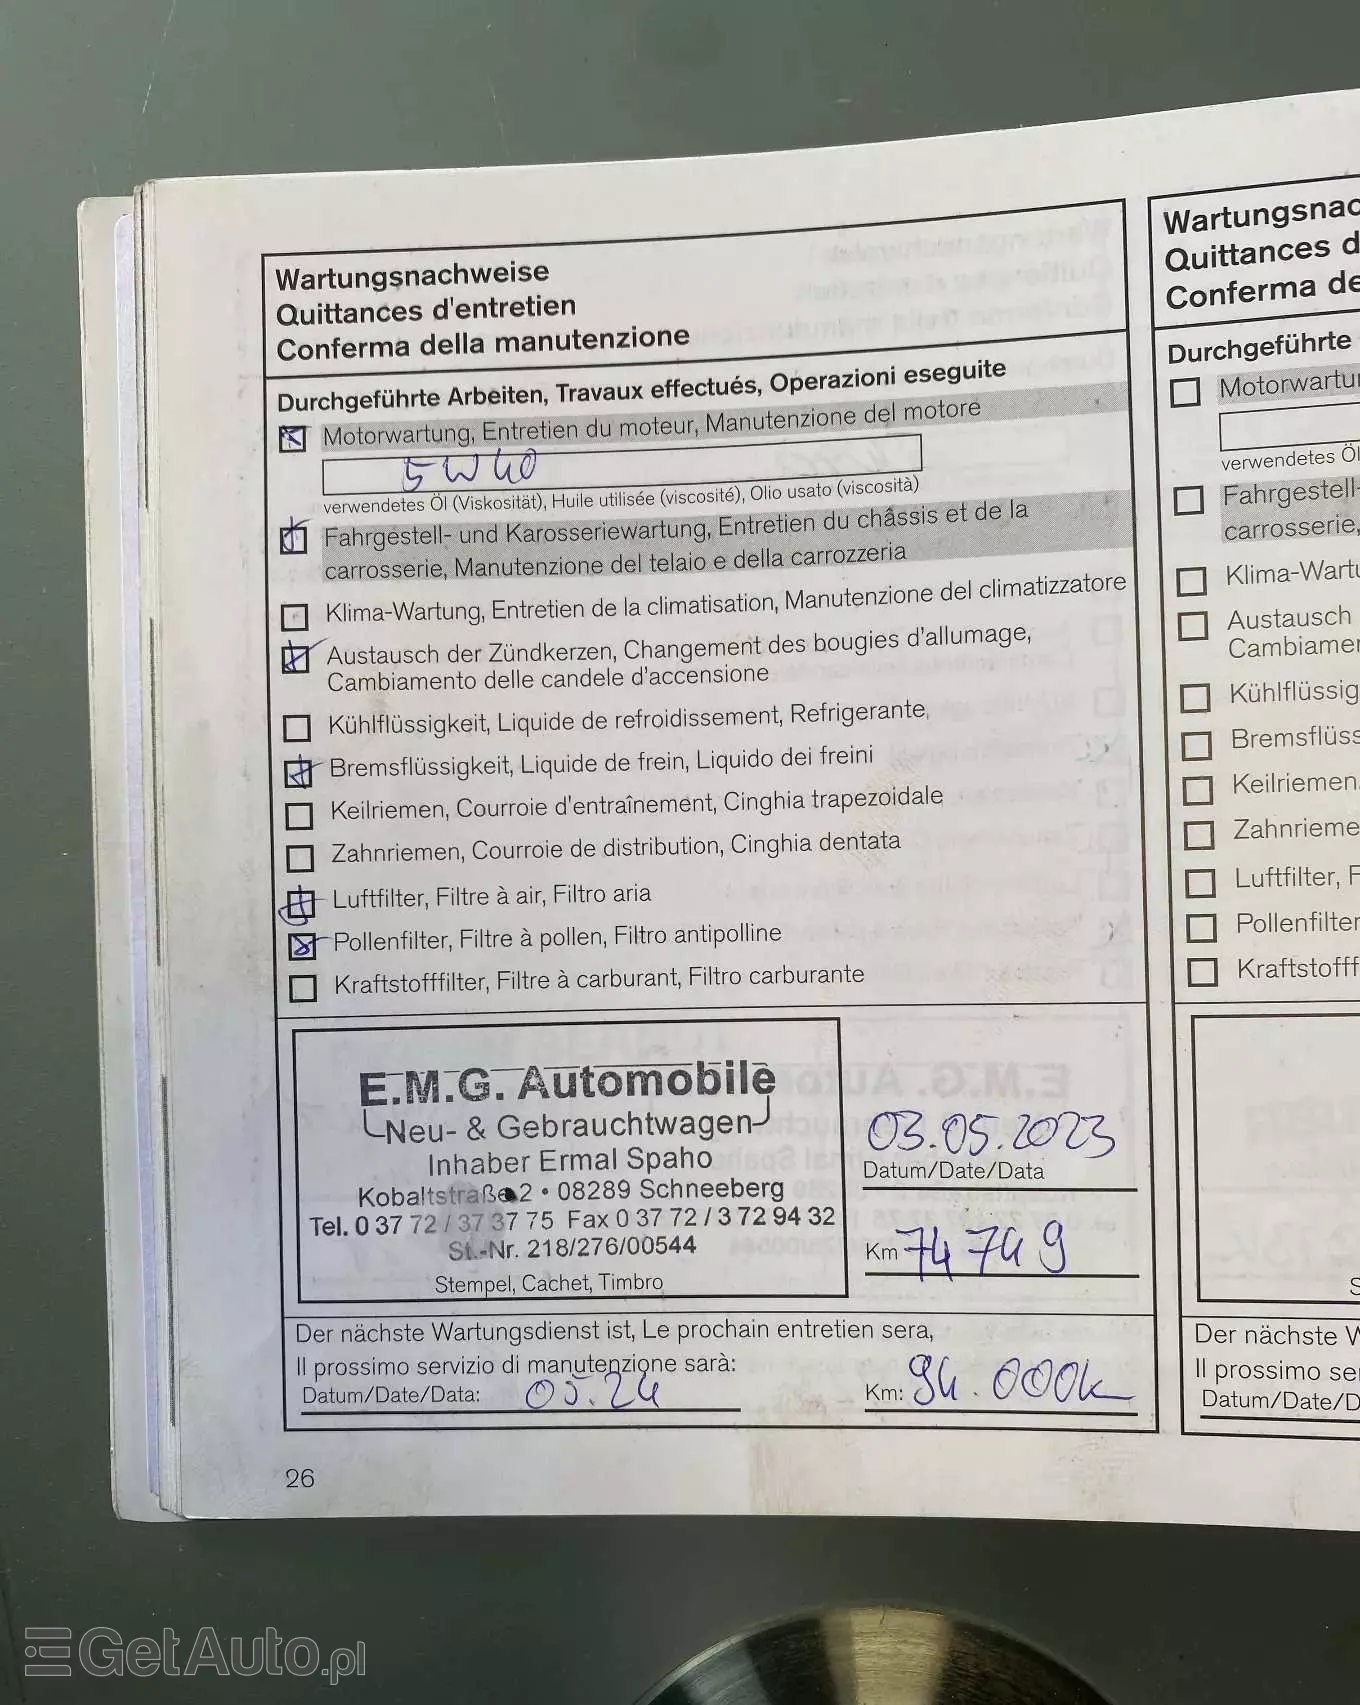 Wartungsnachweise
Quittances d'entretien
Conferma della manutenzione
Durchgeführte Arbeiten, Travaux effectués, Operazioni eseguite
Motorwartung, Entretien du moteur, Manutenzione del motore
5W40
verwendetes Öl (Viskosität), Huile utilisée (viscosité), Olio usato (viscosità)
Fahrgestell- und Karosseriewartung, Entretien du châssis et de la
carrosserie, Manutenzione del telaio e della carrozzeria
Klima-Wartung, Entretien de la climatisation, Manutenzione del climatizzatore
Austausch der Zündkerzen, Changement des bougies d'allumage,
Cambiamento delle candele d'accensione
Kühlflüssigkeit, Liquide de refroidissement, Refrigerante,
Bremsflüssigkeit, Liquide de frein, Liquido dei freini
Keilriemen, Courroie d'entraînement, Cinghia trapezoidale
Zahnriemen, Courroie de distribution, Cinghia dentata
Luftfilter, Filtre à air, Filtro aria
Pollenfilter, Filtre à pollen, Filtro antipolline
Kraftstofffilter, Filtre à carburant, Filtro carburante
E.M.G. Automobile
Neu- & Gebrauchtwagen
Inhaber Ermal Spaho
Kobaltstraße 2 • 08289 Schneeberg
Tel. 0 37 72 / 37 37 75 Fax 0 37 72 / 3 72 94 32
St.-Nr. 218/276/00544
Stempel, Cachet, Timbro
03.05.2023
Datum/Date/Data
Km 74749
Der nächste Wartungsdienst ist, Le prochain entretien sera,
Il prossimo servizio di manutenzione sarà:
Datum/Date/Data: 05.24
Km: 94.000k
26
Wartungsnac
Quittances d
Conferma de
Durchgeführte
Motorwartu
verwendetes Öl
Fahrgestell-
carrosserie,
Klima-Wartu
Austausch
Cambiamen
Kühlflüssig
Bremsflüss
Keilriemen,
Zahnrieme
Luftfilter, F
Pollenfilter
Kraftstofff
S
Der nächste W
Il prossimo se
Datum/Date/D
GetAuto.pl